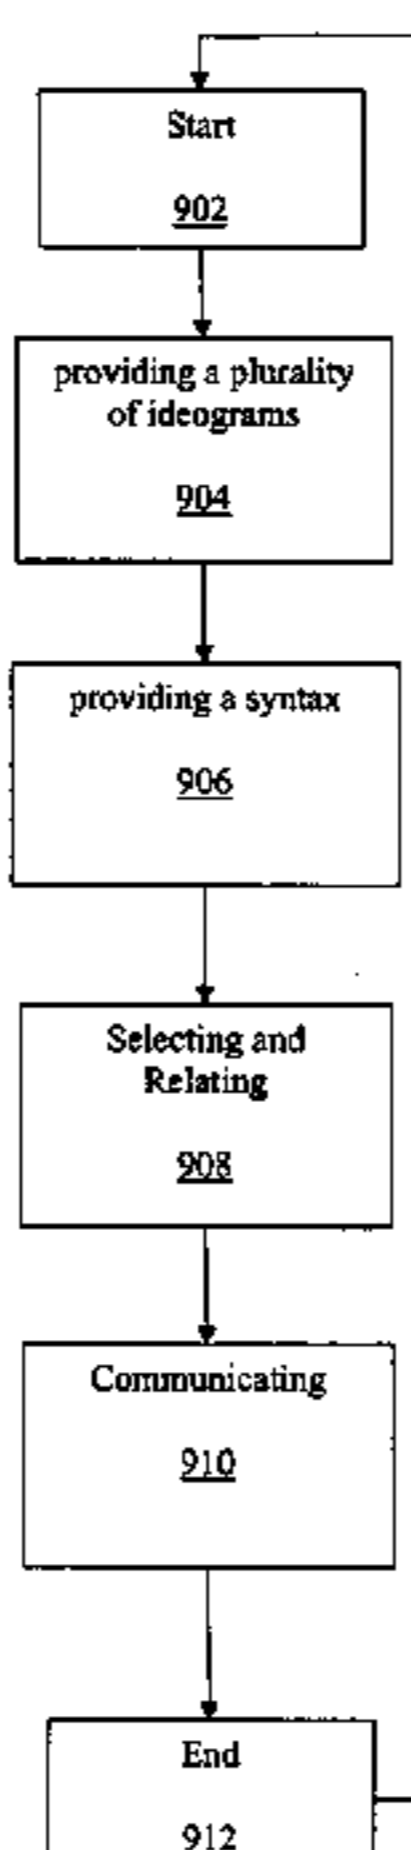 Start
902
providing a plurality
of ideograms
904
providing a syntax
906
Selecting and
Relating
908
Communicating
910
End
912